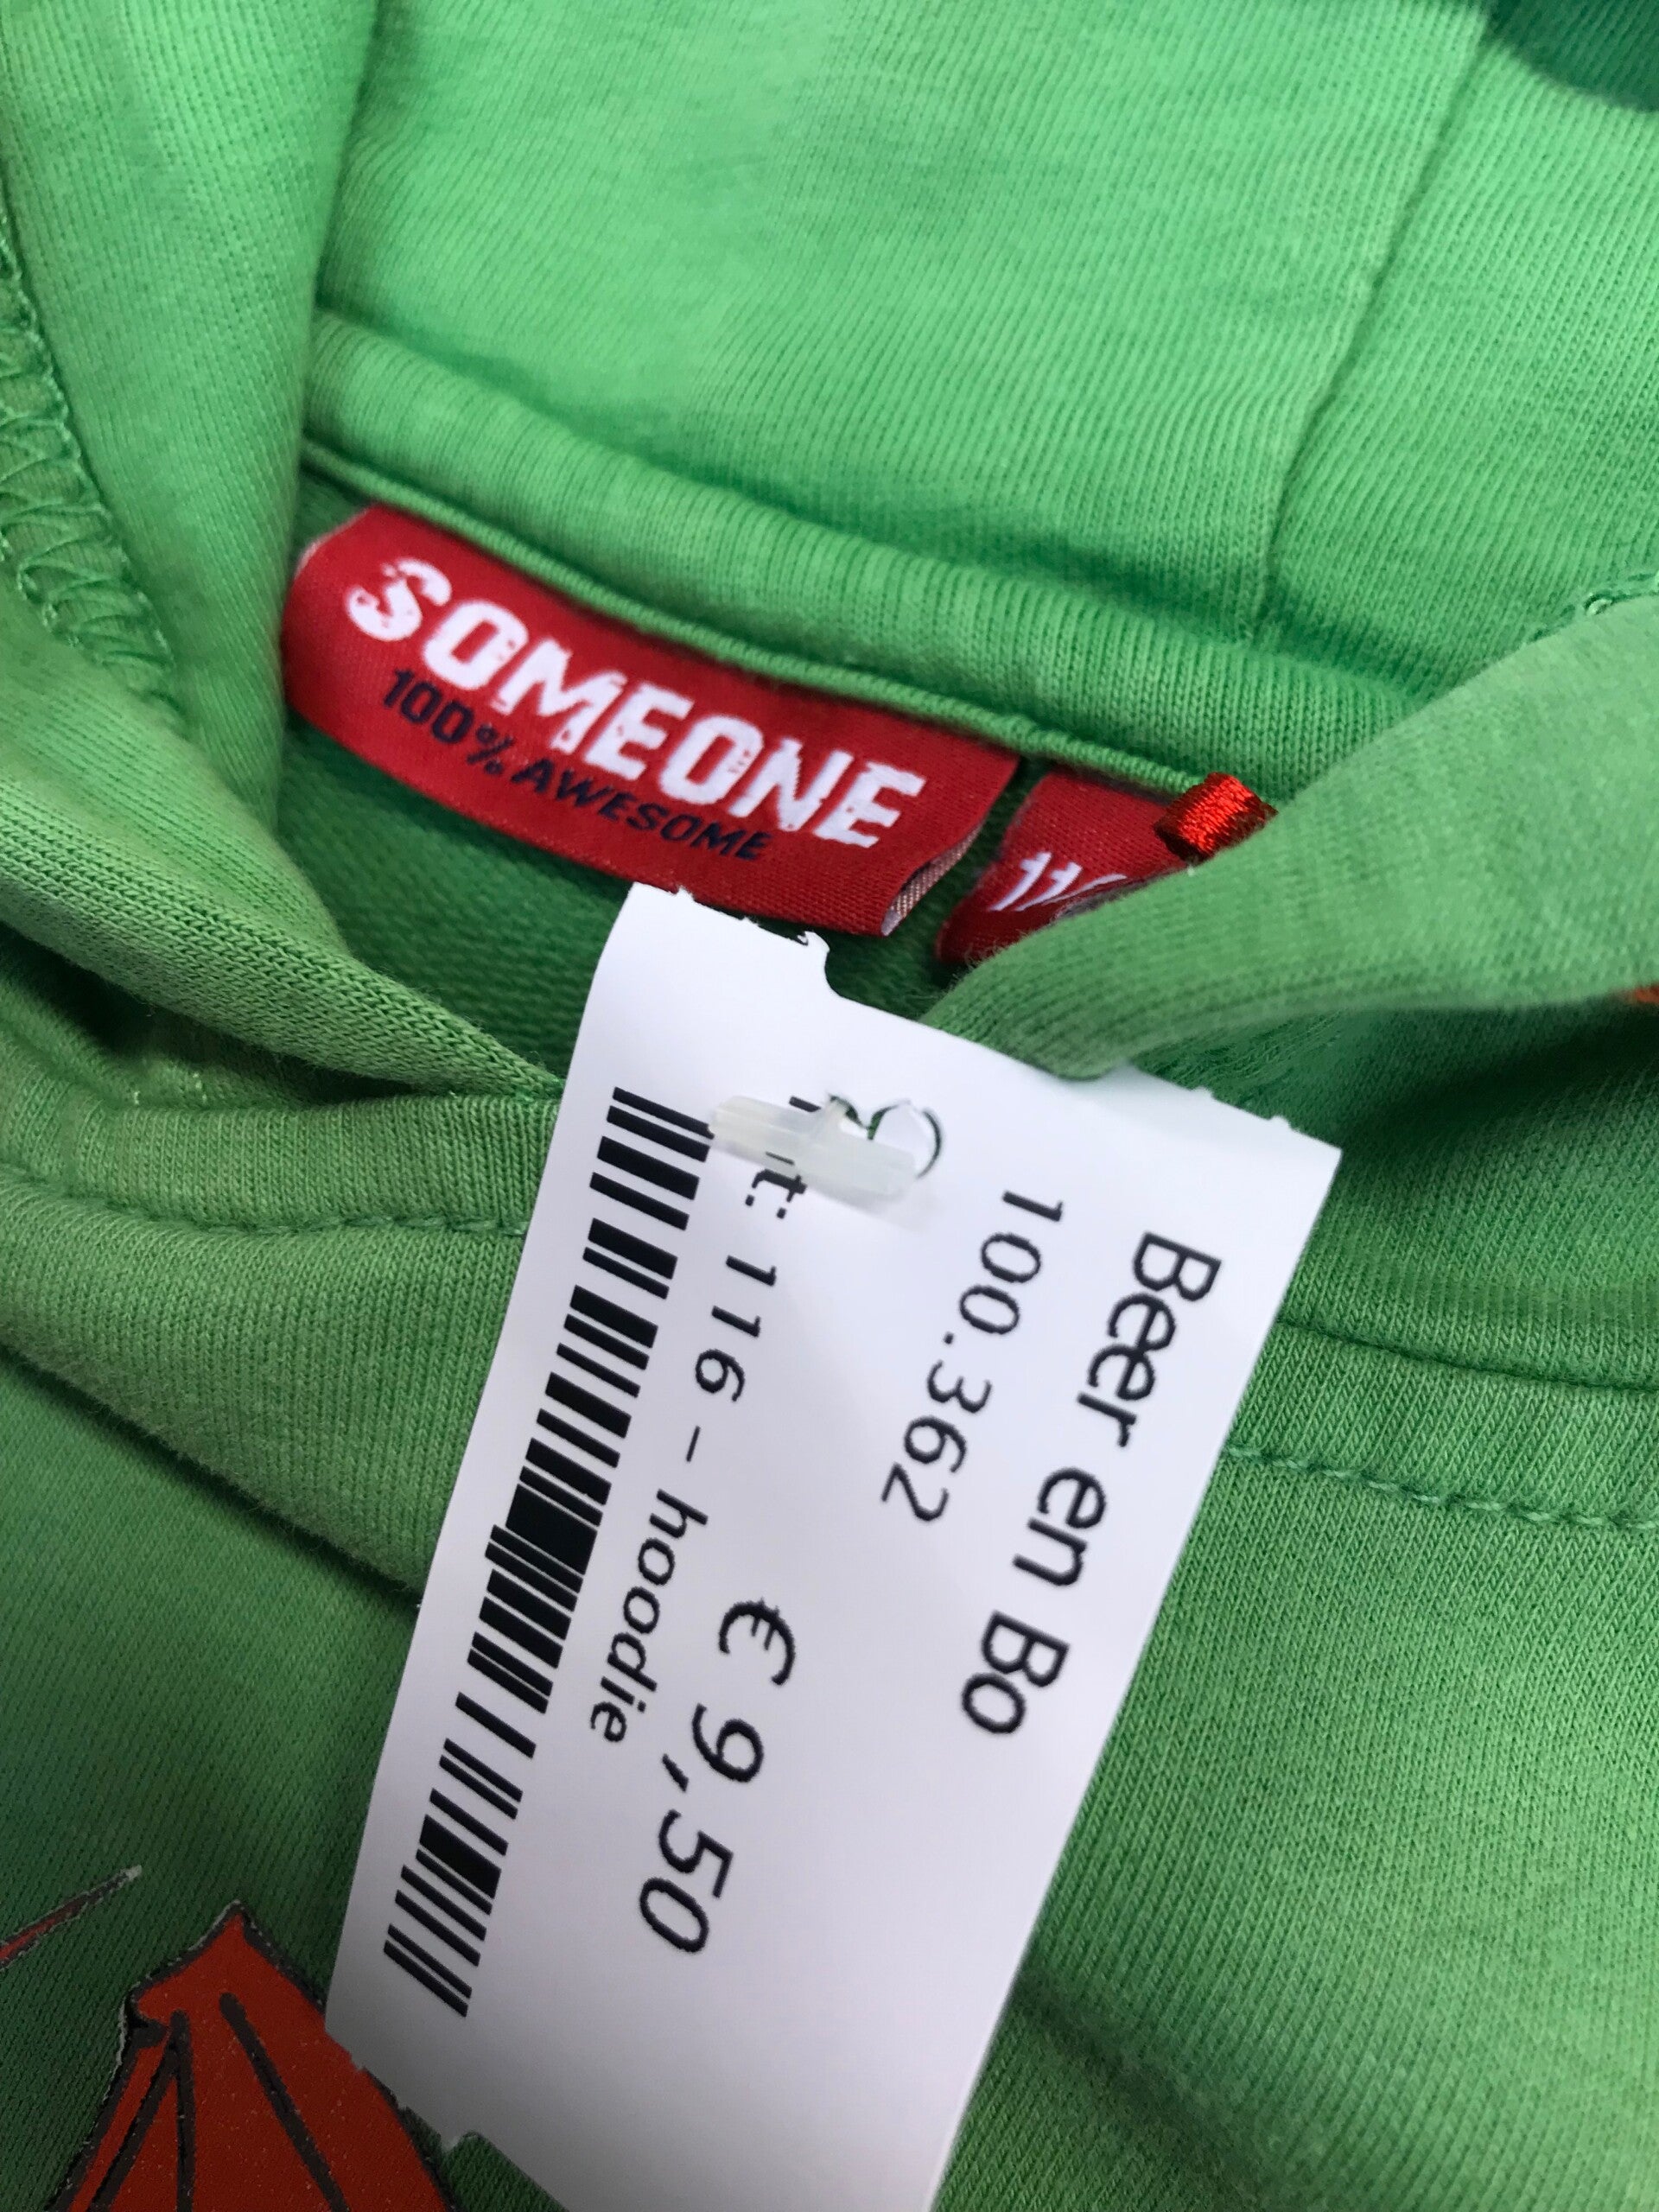 SOMEONE
100% AWESOME
Beer en Bo
100.362
€ 9,50
116 - hoodie